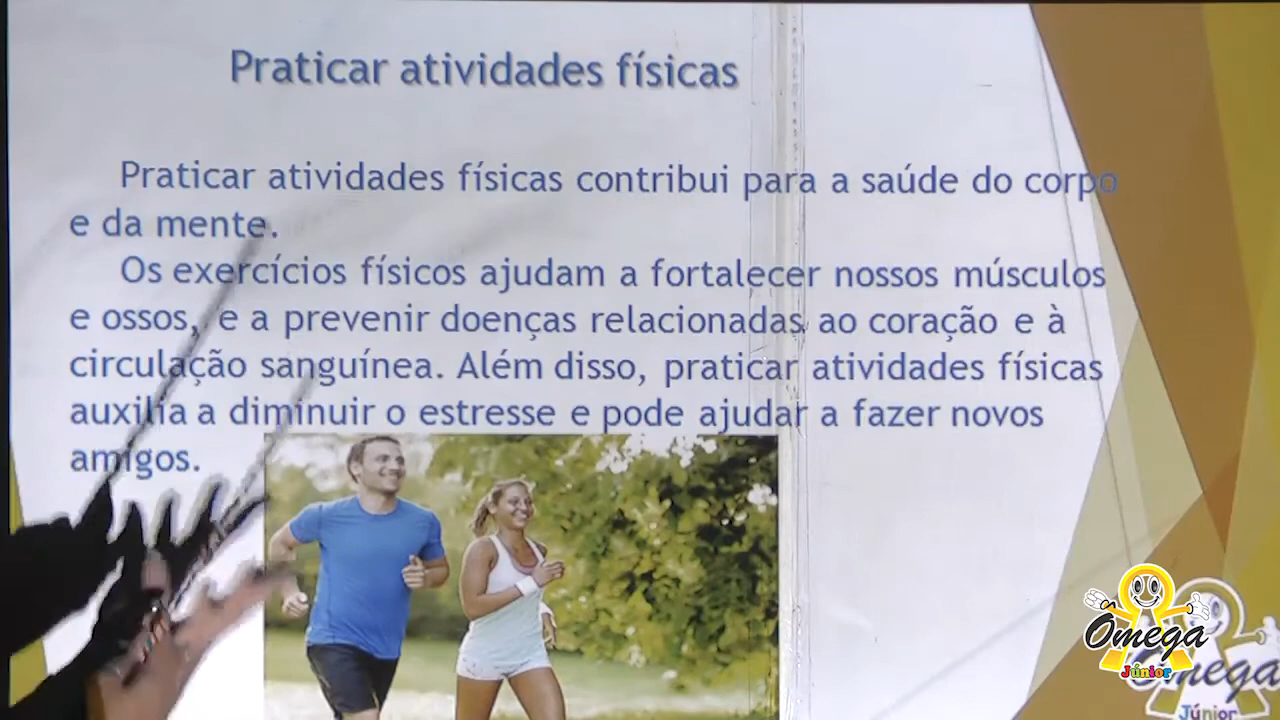 Praticar atividades físicas
Praticar atividades físicas contribui para a saúde do corpo
e da mente.
Os exercícios físicos ajudam a fortalecer nossos músculos
e ossos, e a prevenir doenças relacionadas ao coração e à
circulação sanguínea. Além disso, praticar atividades físicas
auxilia a diminuir o estresse e pode ajudar a fazer novos
amigos.
Ômega
Júnior
Ômega
Júnior